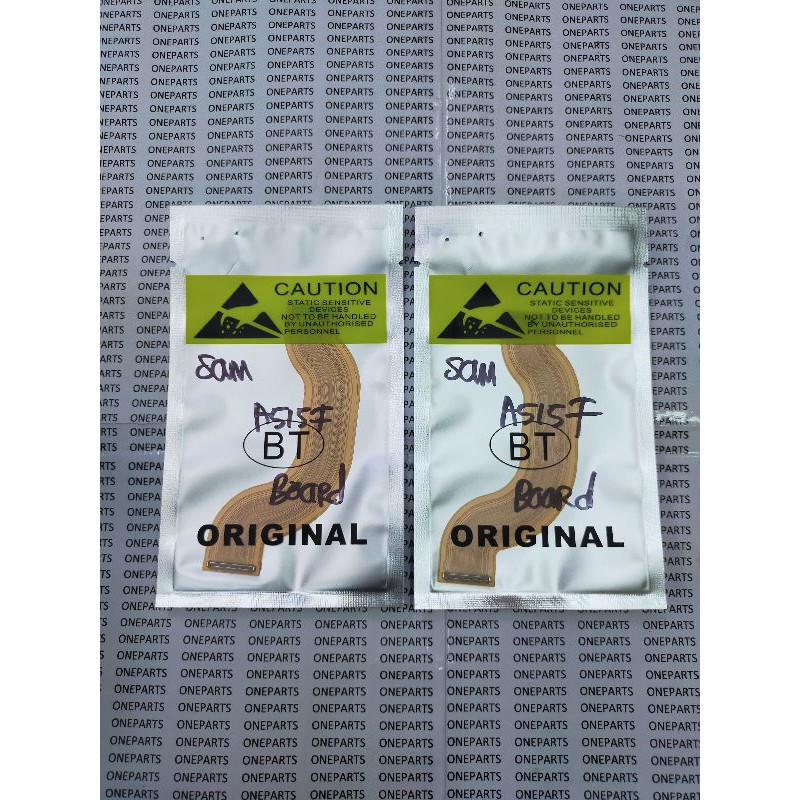 ONEPARTS
CAUTION
STATIC SENSITIVE
DEVICES
NOT TO BE HANDLED
BY UNAUTHORISED
PERSONNEL
SAM
A515F
BT
BOARd
ORIGINAL
CAUTION
STATIC SENSITIVE
DEVICES
NOT TO BE HANDLED
BY UNAUTHORISED
PERSONNEL
SAM
A515F
BT
BOARd
ORIGINAL